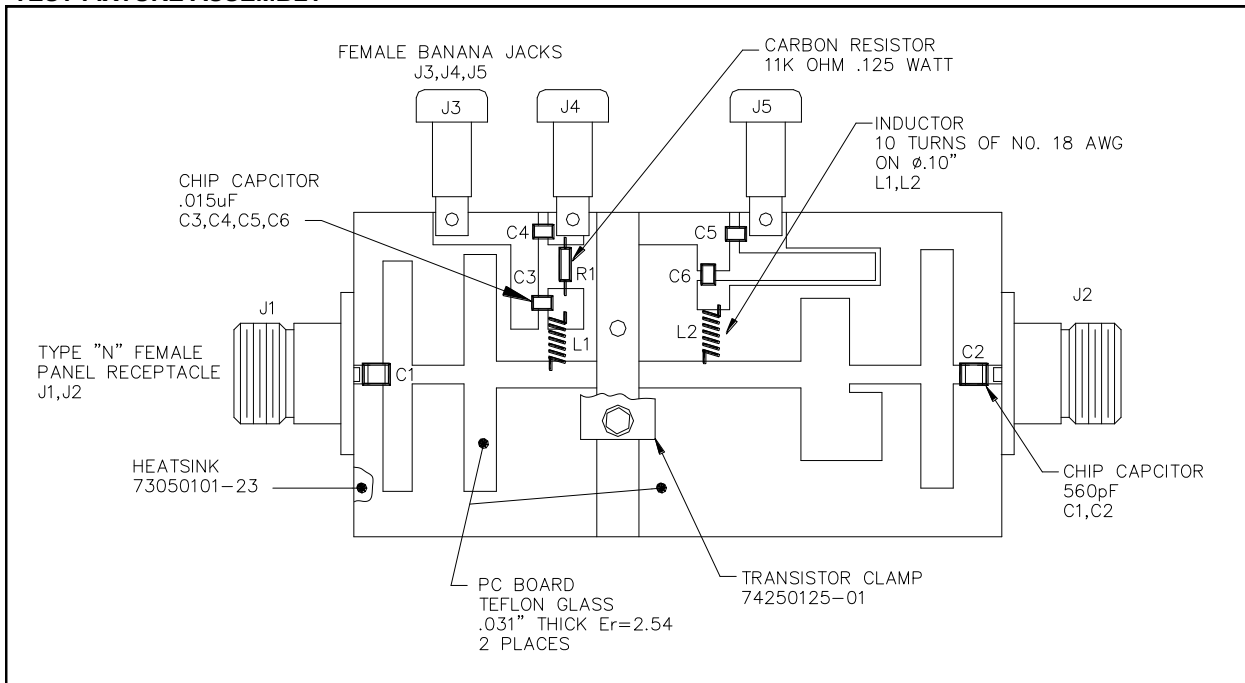 TEST FIXTURE ASSEMBLY
FEMALE BANANA JACKS
J3,J4,J5
CARBON RESISTOR
11K OHM .125 WATT
J3
J4
J5
INDUCTOR
10 TURNS OF NO. 18 AWG
ON ø.10"
L1,L2
CHIP CAPCITOR
.015uF
C3,C4,C5,C6
C4
C5
C3
R1
C6
J1
J2
L1
L2
TYPE "N" FEMALE
PANEL RECEPTACLE
J1,J2
C1
C2
HEATSINK
73050101-23
CHIP CAPCITOR
560pF
C1,C2
PC BOARD
TEFLON GLASS
.031" THICK Er=2.54
2 PLACES
TRANSISTOR CLAMP
74250125-01